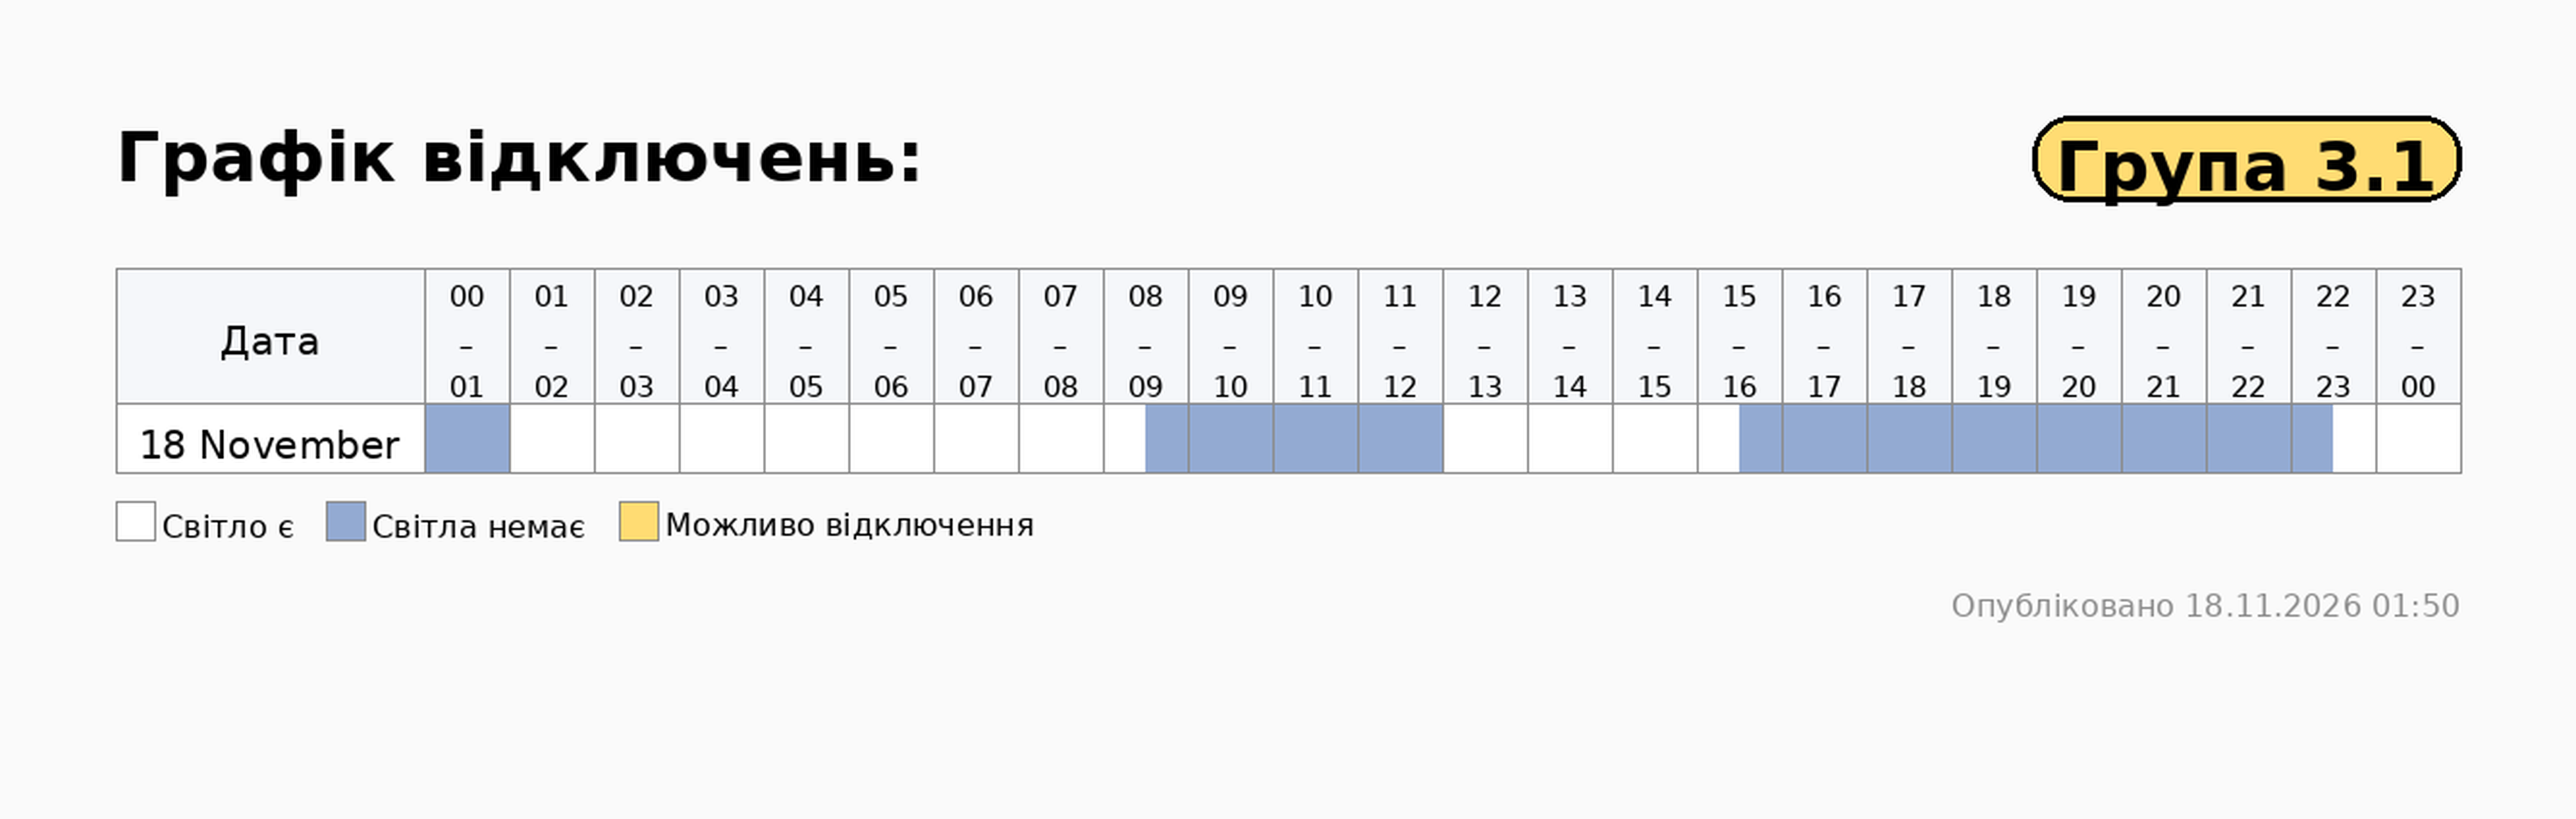 Графік відключень:
Група 3.1
Дата
00 – 01
01 – 02
02 – 03
03 – 04
04 – 05
05 – 06
06 – 07
07 – 08
08 – 09
09 – 10
10 – 11
11 – 12
12 – 13
13 – 14
14 – 15
15 – 16
16 – 17
17 – 18
18 – 19
19 – 20
20 – 21
21 – 22
22 – 23
23 – 00
18 November
Світло є
Світла немає
Можливо відключення
Опубліковано 18.11.2026 01:50